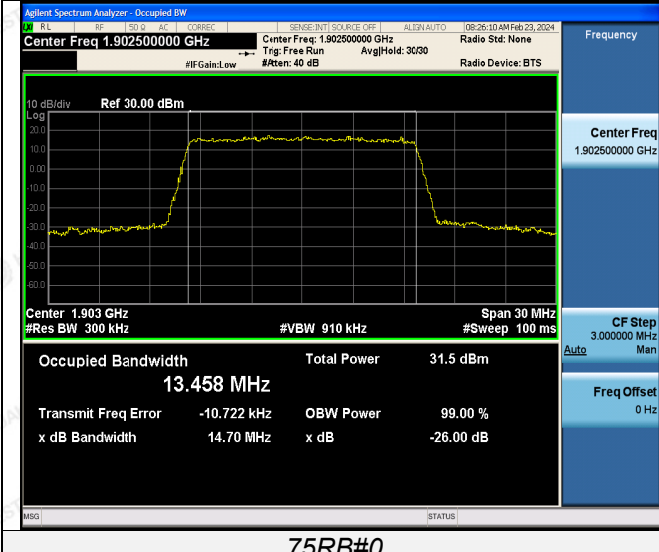 Agilent Spectrum Analyzer - Occupied BW
RL RF 50 Ω AC CORREC SENSE:INT SOURCE OFF ALIGN AUTO 08:26:10 AM Feb 23, 2024
Center Freq 1.902500000 GHz
Center Freq: 1.902500000 GHz
Radio Std: None
Trig: Free Run Avg|Hold: 30/30
#IFGain:Low #Atten: 40 dB Radio Device: BTS
Frequency
10 dB/div Ref 30.00 dBm
Log
20.0
10.0
0.00
-10.0
-20.0
-30.0
-40.0
-50.0
-60.0
Center 1.903 GHz Span 30 MHz
#Res BW 300 kHz #VBW 910 kHz #Sweep 100 ms
Center Freq
1.902500000 GHz
CF Step
3.000000 MHz
Auto Man
Freq Offset
0 Hz
Occupied Bandwidth Total Power 31.5 dBm
13.458 MHz
Transmit Freq Error -10.722 kHz OBW Power 99.00 %
x dB Bandwidth 14.70 MHz x dB -26.00 dB
MSG STATUS
75RB#0